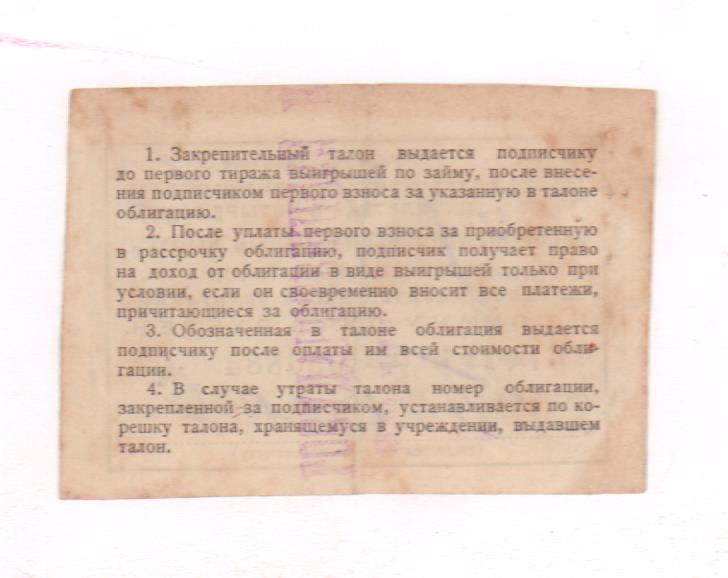 1. Закрепительный талон выдается подписчику
до первого тиража выигрышей по займу, после внесе-
ния подписчиком первого взноса за указанную в талоне
облигацию.
2. После уплаты первого взноса за приобретенную
в рассрочку облигацию, подписчик получает право
на доход от облигации в виде выигрышей только при
условии, если он своевременно вносит все платежи,
причитающиеся за облигацию.
3. Обозначенная в талоне облигация выдается
подписчику после оплаты им всей стоимости обли-
гации.
4. В случае утраты талона номер облигации,
закрепленной за подписчиком, устанавливается по ко-
решку талона, хранящемуся в учреждении, выдавшем
талон.